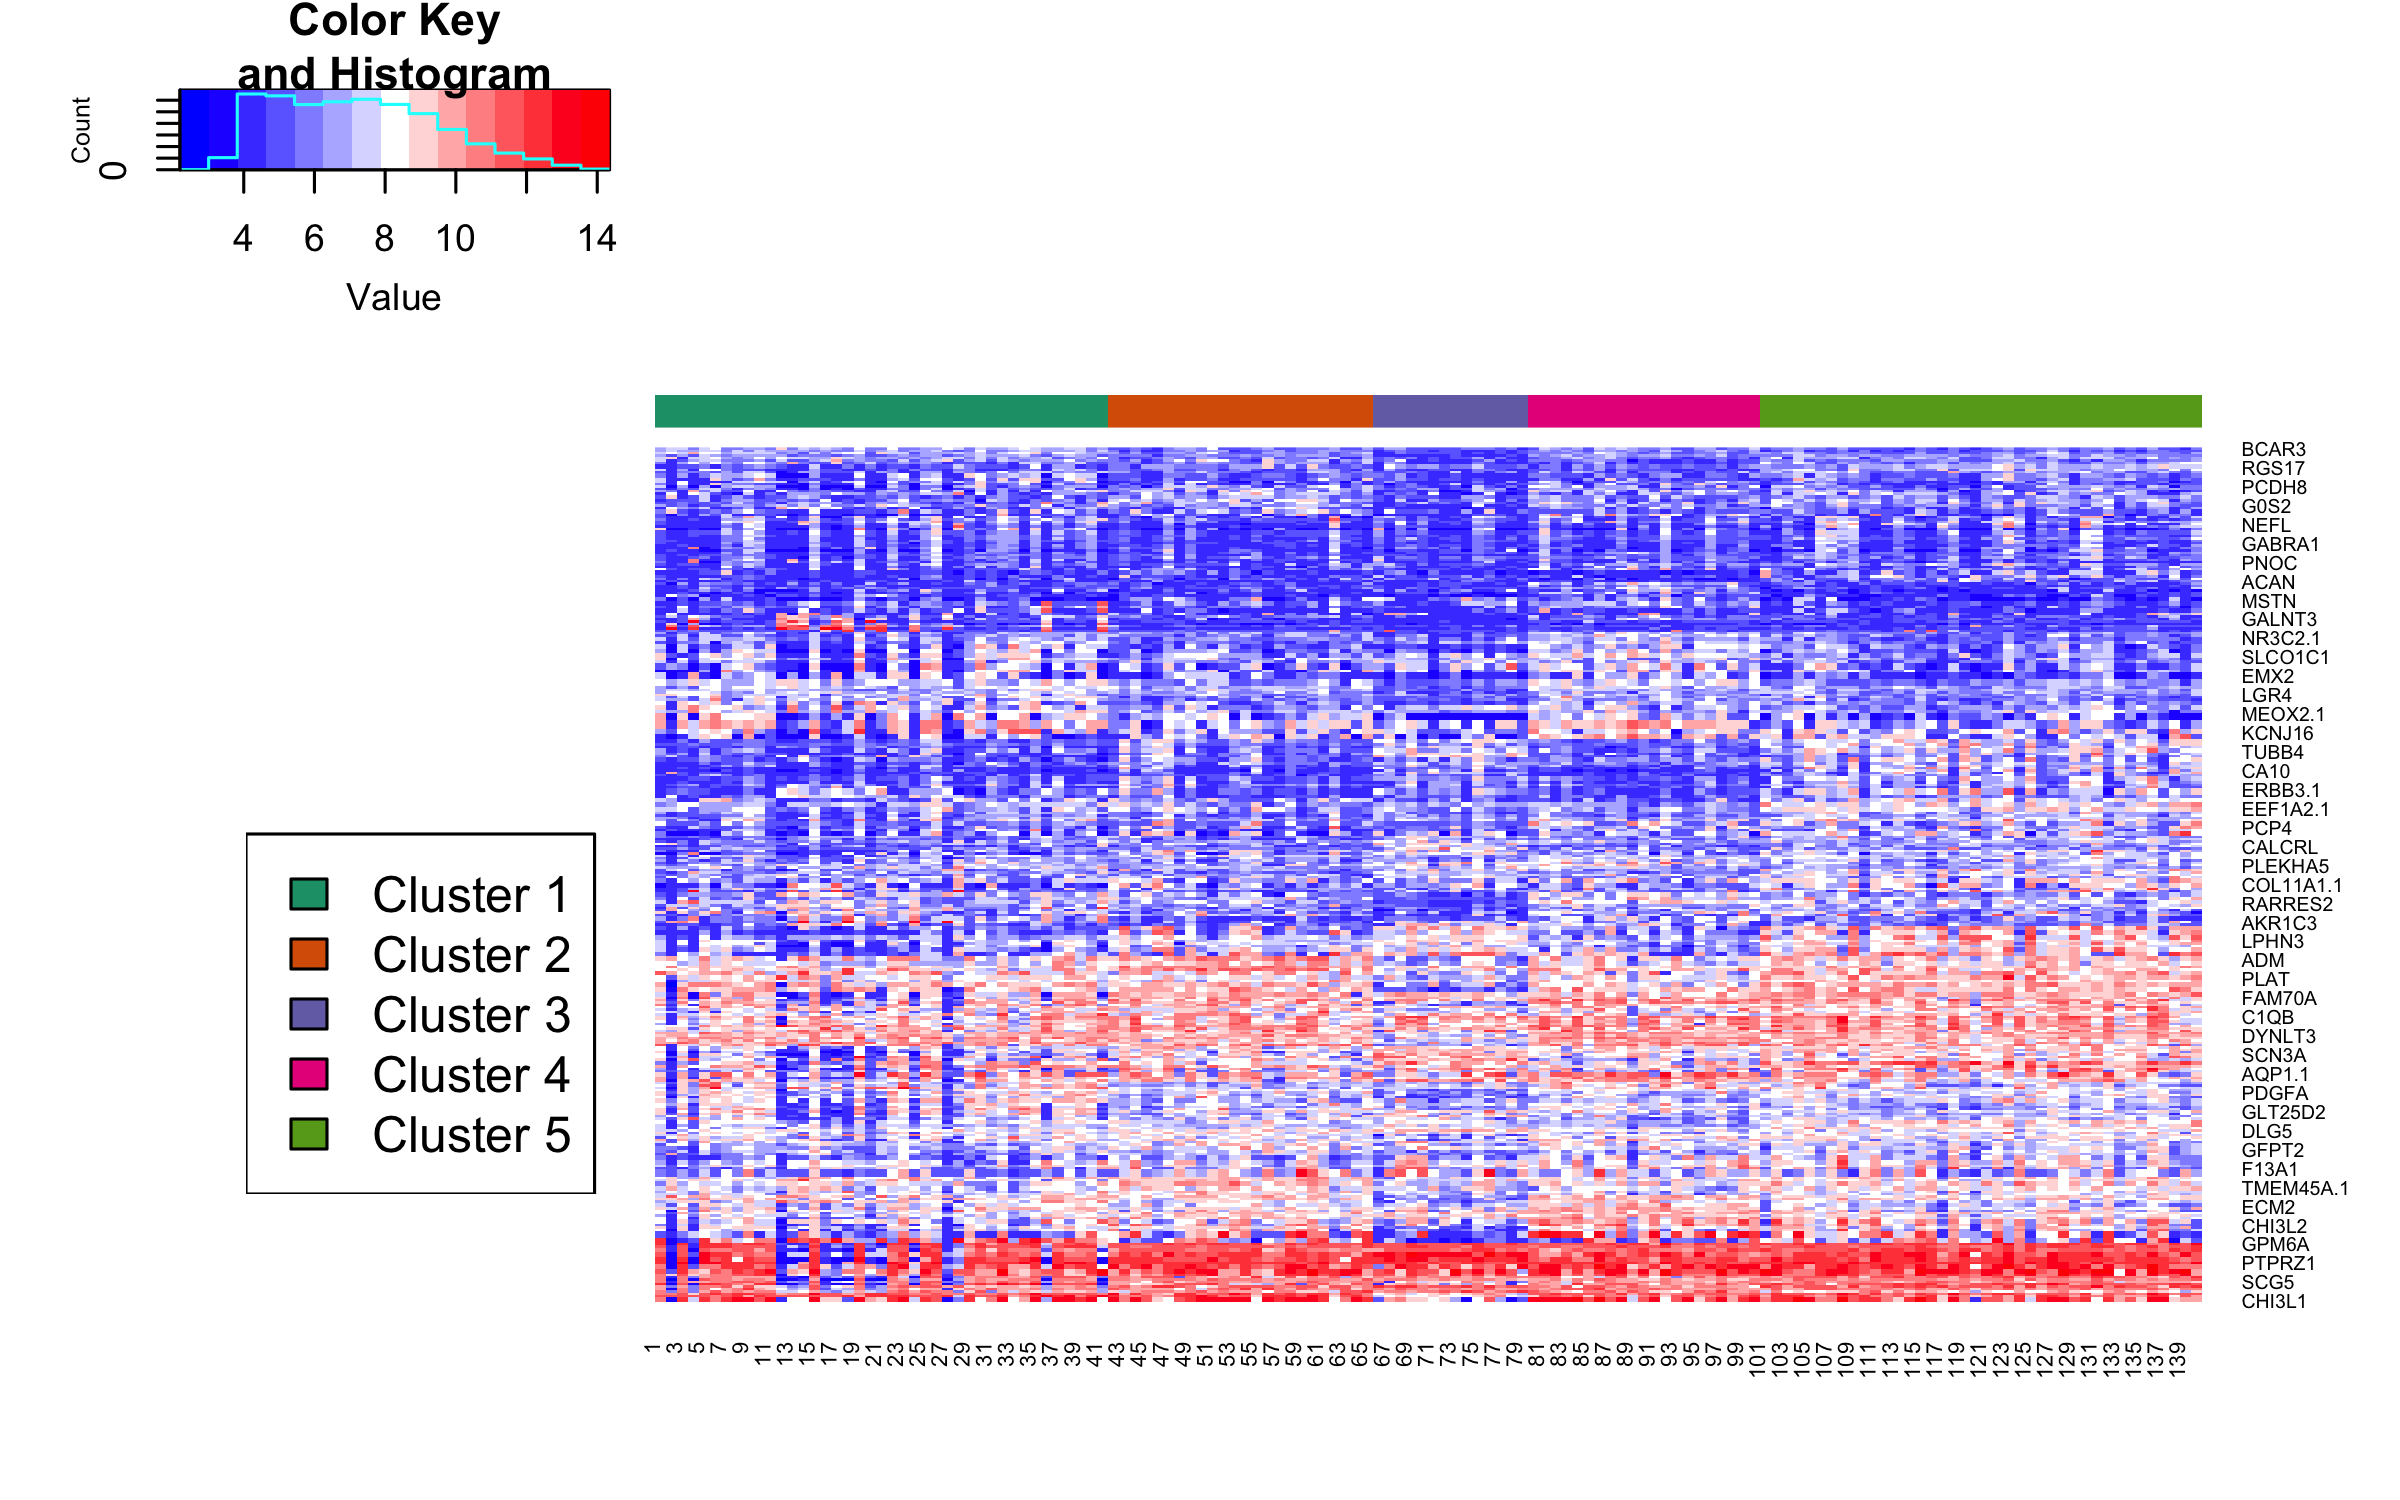 Color Key
and Histogram
Count
0
4 6 8 10 14
Value
BCAR3
RGS17
PCDH8
G0S2
NEFL
GABRA1
PNOC
ACAN
MSTN
GALNT3
NR3C2.1
SLCO1C1
EMX2
LGR4
MEOX2.1
KCNJ16
TUBB4
CA10
ERBB3.1
EEF1A2.1
PCP4
CALCRL
PLEKHA5
COL11A1.1
RARRES2
AKR1C3
LPHN3
ADM
PLAT
FAM70A
C1QB
DYNLT3
SCN3A
AQP1.1
PDGFA
GLT25D2
DLG5
GFPT2
F13A1
TMEM45A.1
ECM2
CHI3L2
GPM6A
PTPRZ1
SCG5
CHI3L1
Cluster 1
Cluster 2
Cluster 3
Cluster 4
Cluster 5
1 3 5 7 9 11 13 15 17 19 21 23 25 27 29 31 33 35 37 39 41 43 45 47 49 51 53 55 57 59 61 63 65 67 69 71 73 75 77 79 81 83 85 87 89 91 93 95 97 99 101 103 105 107 109 111 113 115 117 119 121 123 125 127 129 131 133 135 137 139